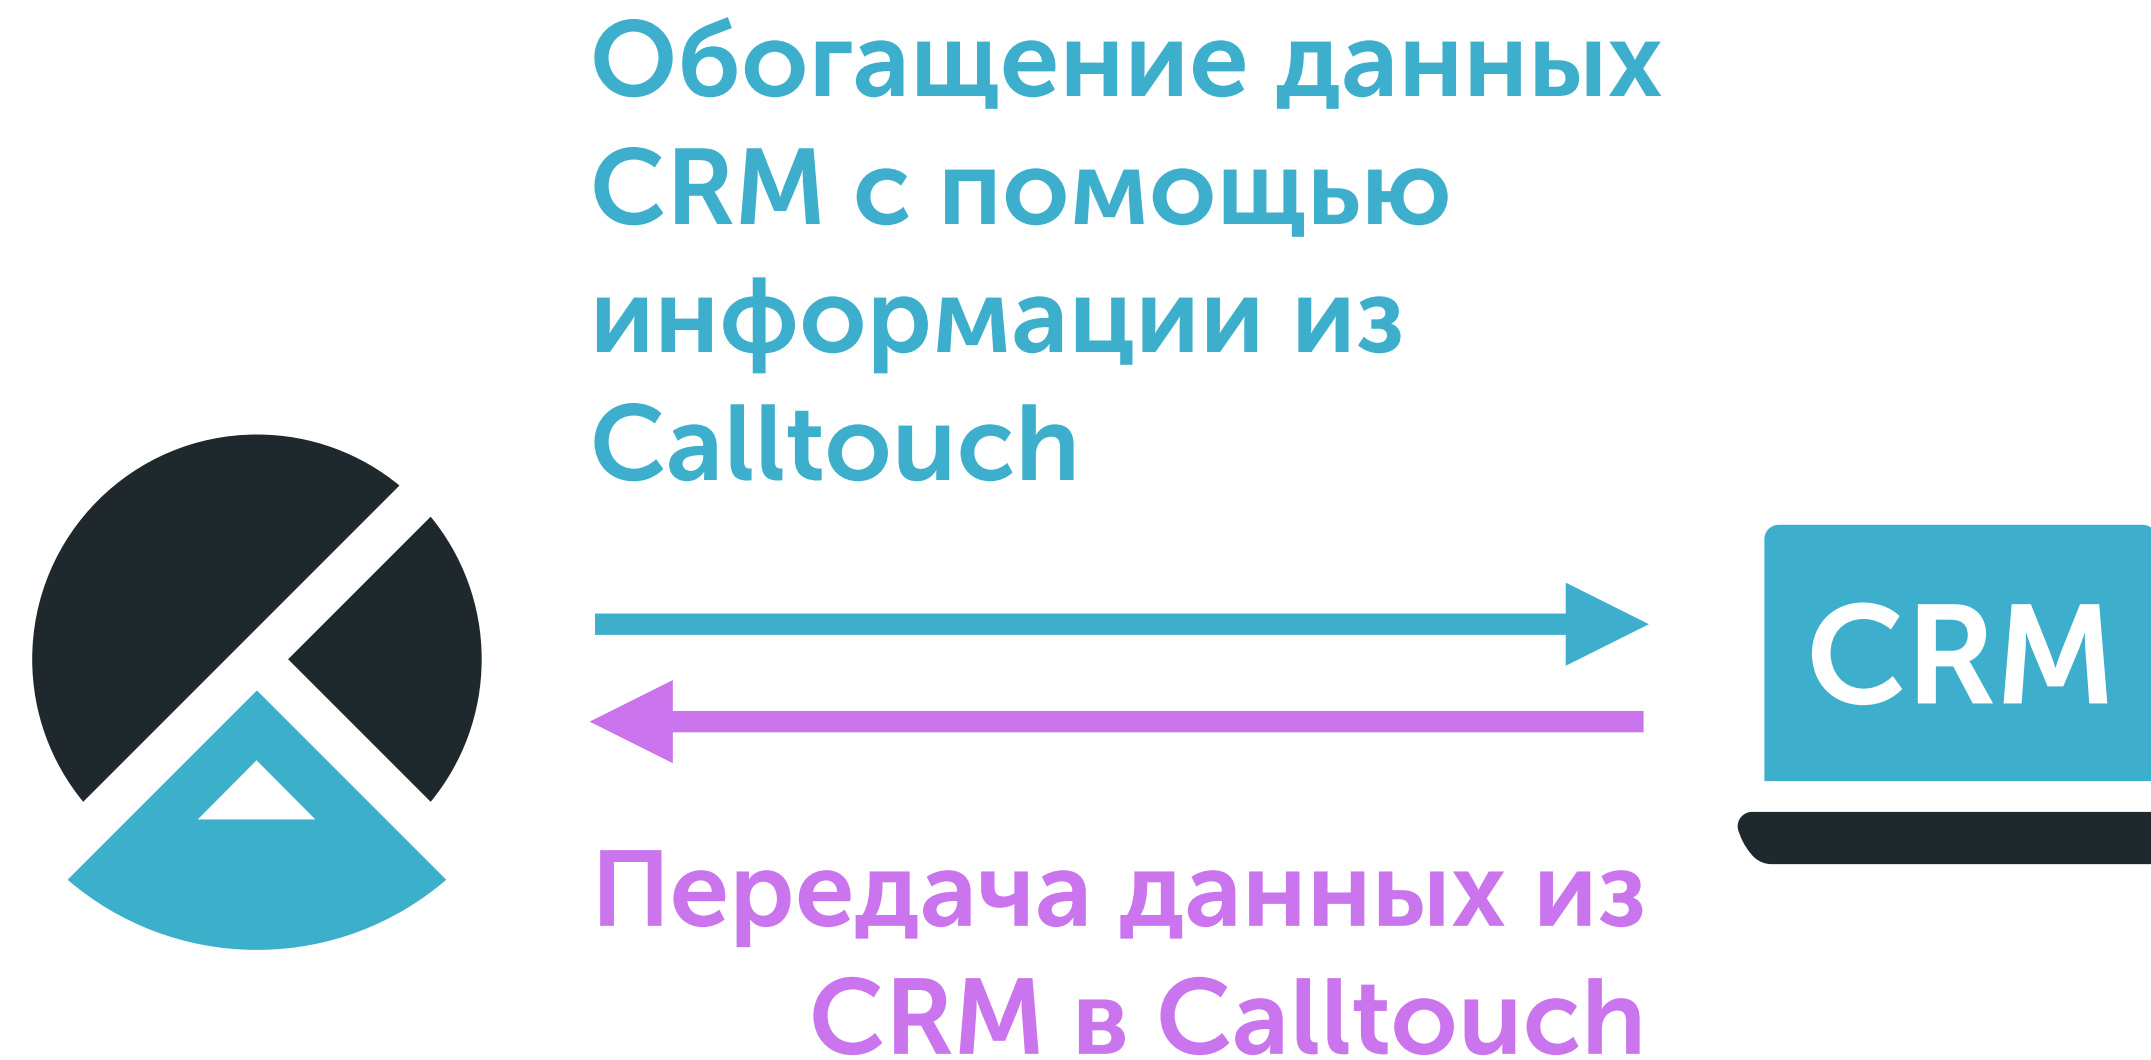 Обогащение данных
CRM с помощью
информации из
Calltouch
CRM
Передача данных из
CRM в Calltouch